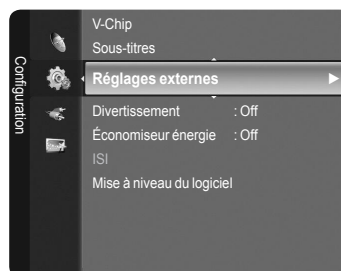 Configuration
V-Chip
Sous-titres
Réglages externes
Divertissement : Off
Économiseur énergie : Off
ISI
Mise à niveau du logiciel